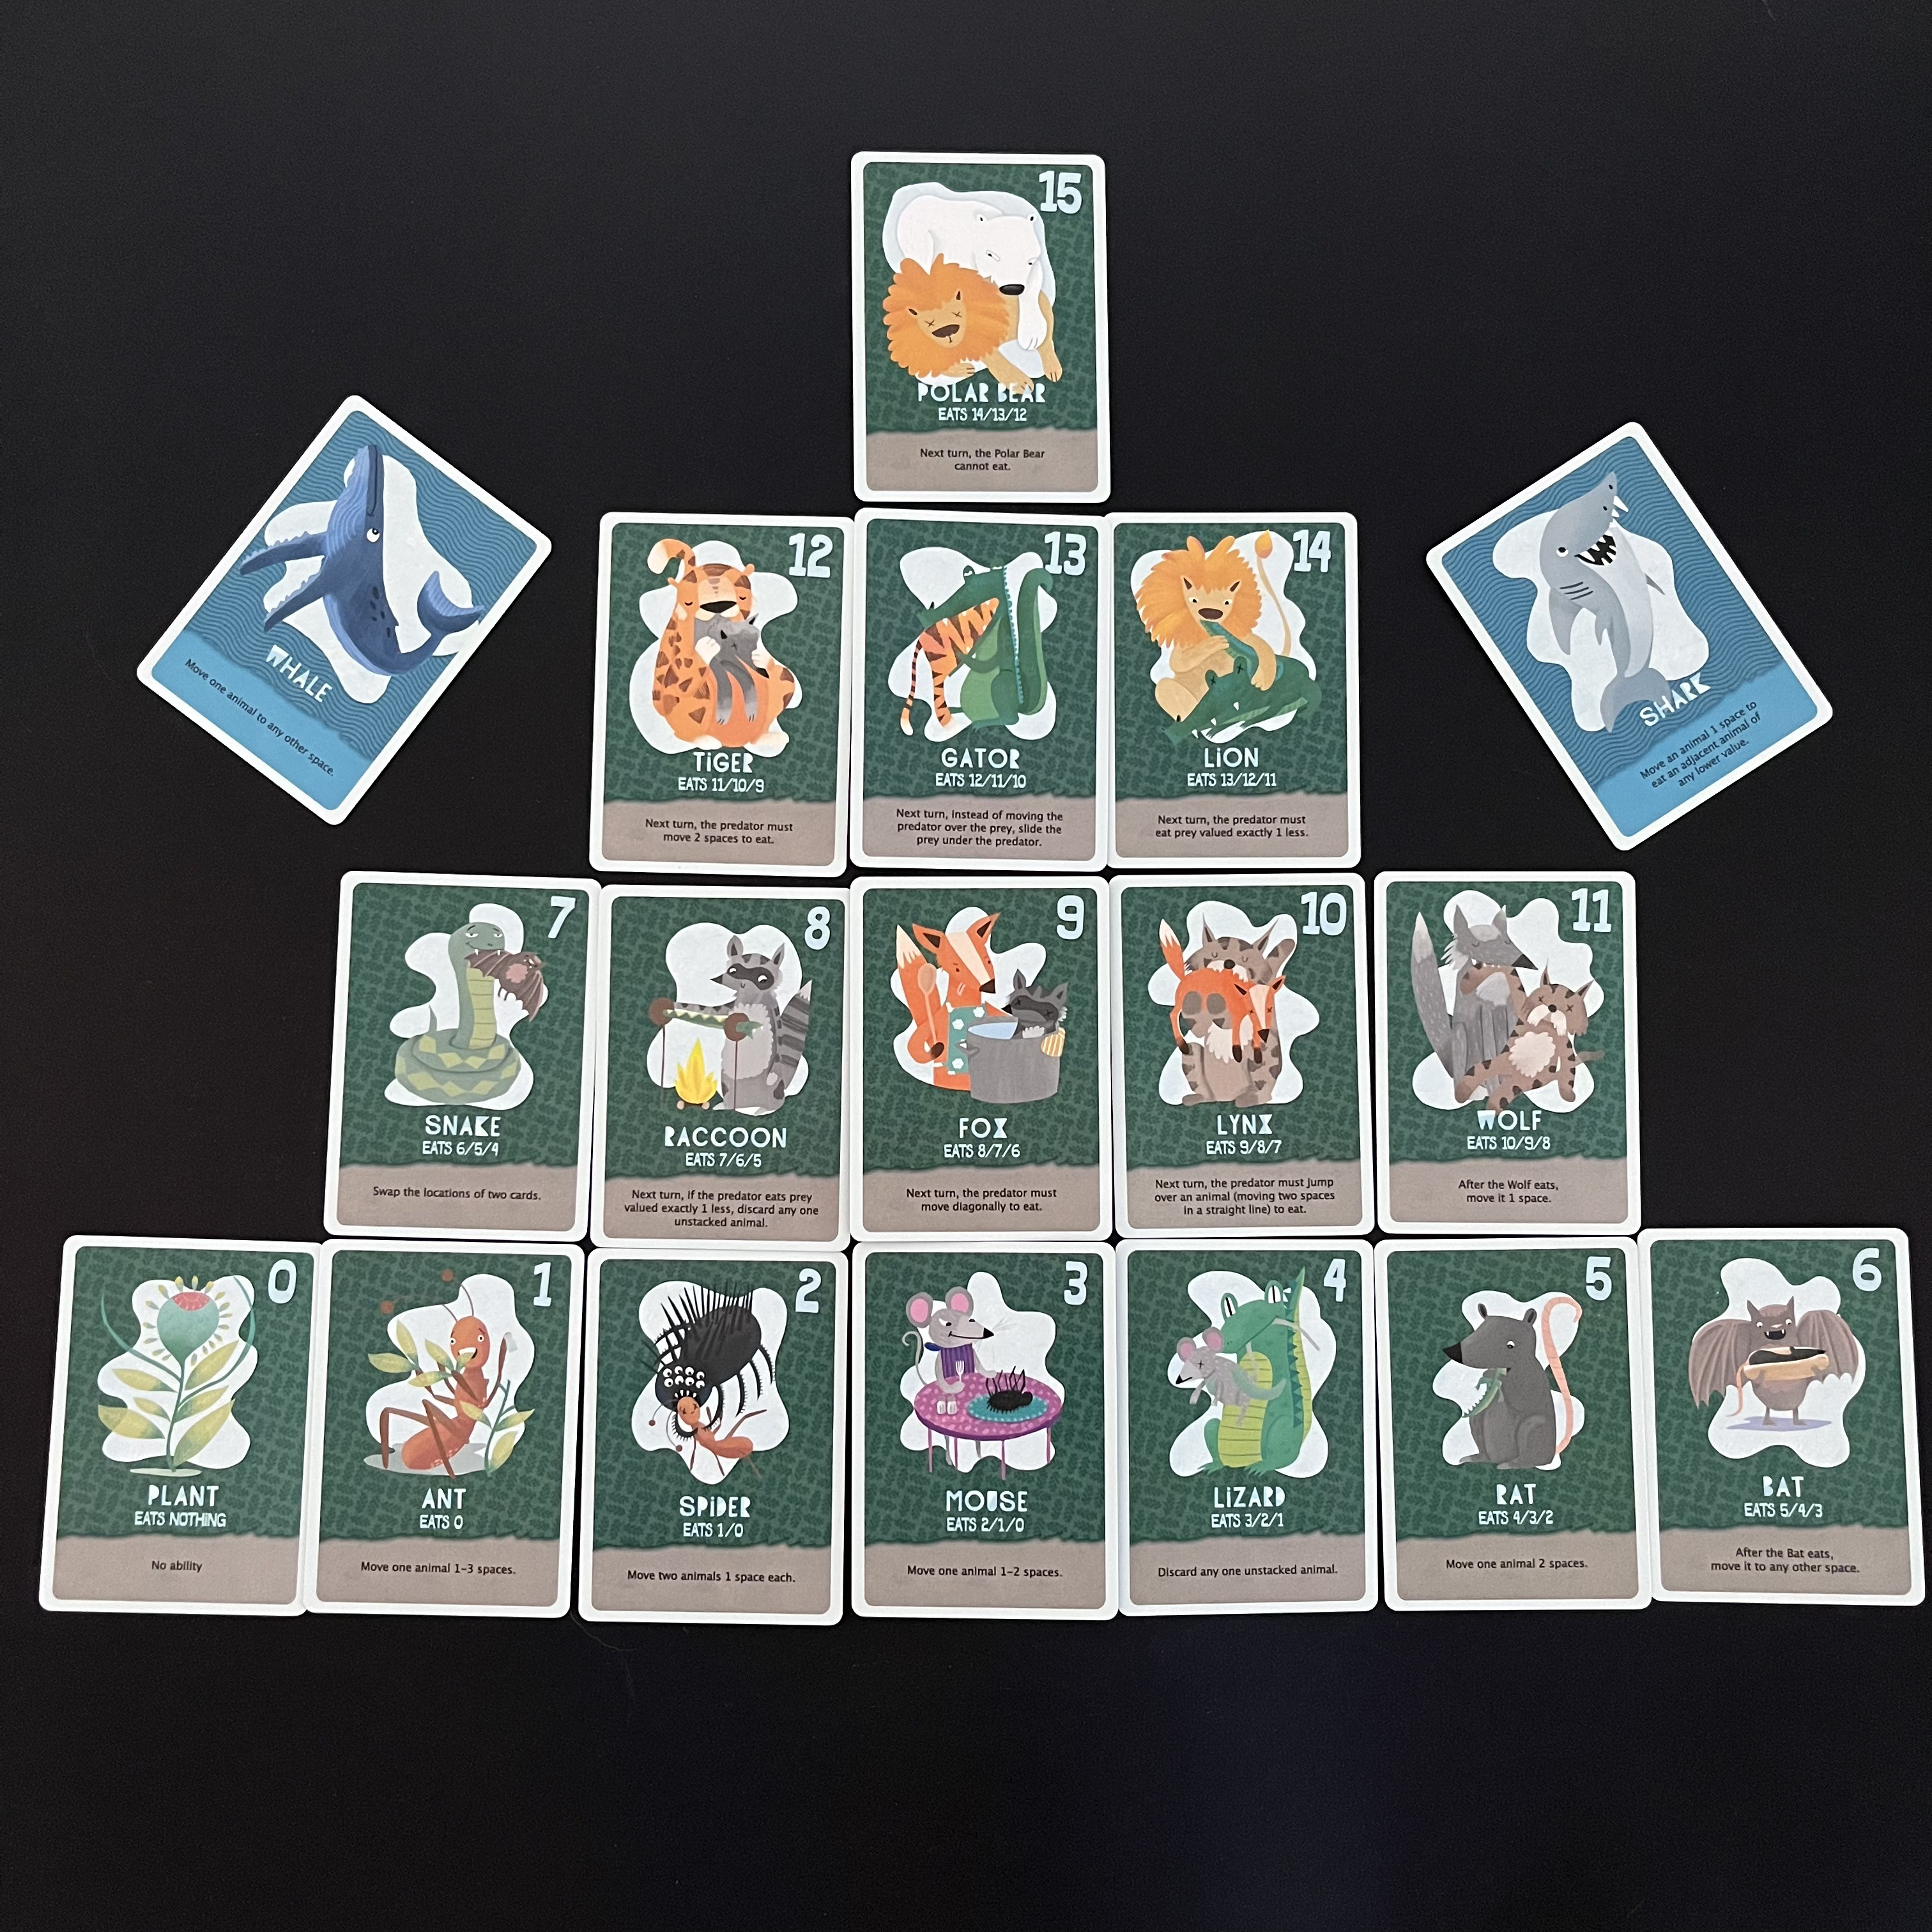 15
POLAR BEAR
EATS 14/13/12
Next turn, the Polar Bear
cannot eat.
WHALE
Move one animal to any other space.
12
TiGER
EATS 11/10/9
Next turn, the predator must
move 2 spaces to eat.
13
GATOR
EATS 12/11/10
Next turn, instead of moving the
predator over the prey, slide the
prey under the predator.
14
LiON
EATS 13/12/11
Next turn, the predator must
eat prey valued exactly 1 less.
SHARK
Move an animal 1 space to
eat an adjacent animal of
any lower value.
7
SNAKE
EATS 6/5/4
Swap the locations of two cards.
8
RACCOON
EATS 7/6/5
Next turn, if the predator eats prey
valued exactly 1 less, discard any one
unstacked animal.
9
FOX
EATS 8/7/6
Next turn, the predator must
move diagonally to eat.
10
LYNX
EATS 9/8/7
Next turn, the predator must jump
over an animal (moving two spaces
in a straight line) to eat.
11
WOLF
EATS 10/9/8
After the Wolf eats,
move it 1 space.
0
PLANT
EATS NOTHING
No ability
1
ANT
EATS 0
Move one animal 1-3 spaces.
2
SPiDER
EATS 1/0
Move two animals 1 space each.
3
MOUSE
EATS 2/1/0
Move one animal 1-2 spaces.
4
LiZARD
EATS 3/2/1
Discard any one unstacked animal.
5
RAT
EATS 4/3/2
Move one animal 2 spaces.
6
BAT
EATS 5/4/3
After the Bat eats,
move it to any other space.